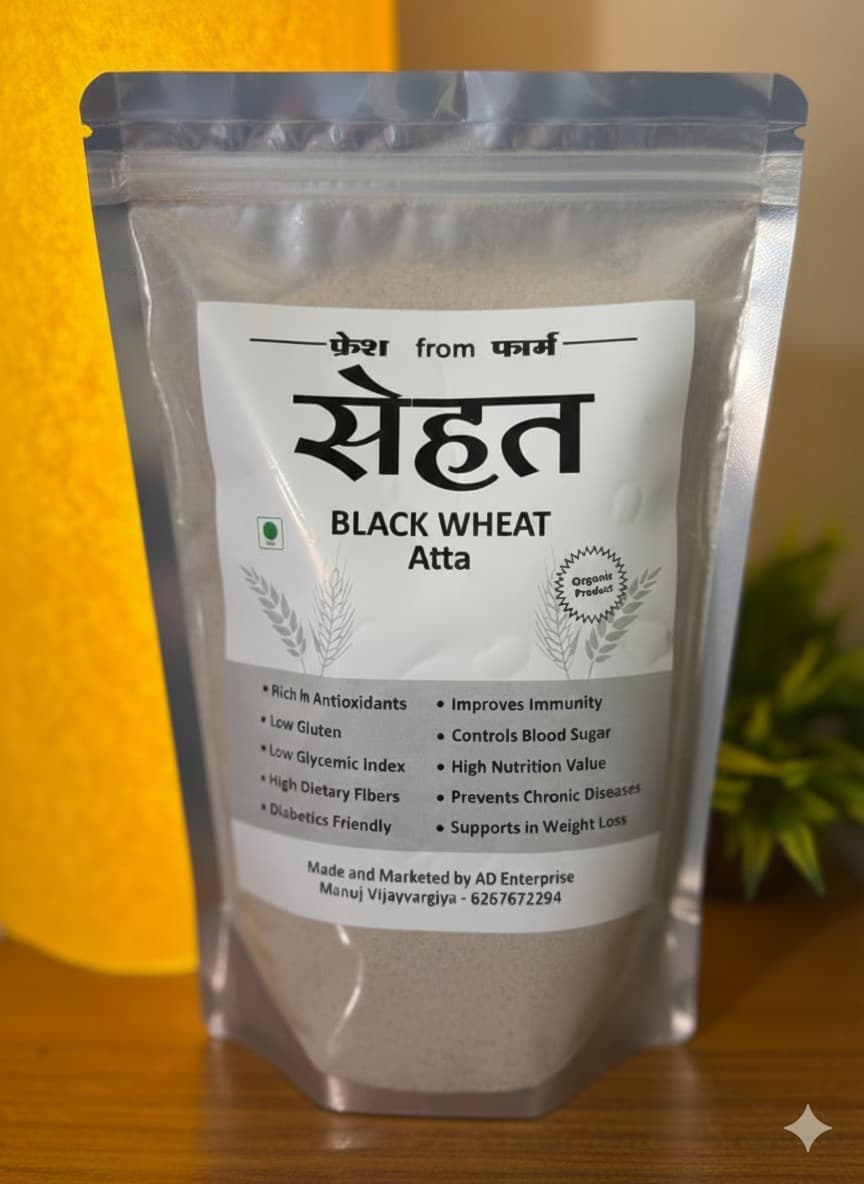 फ्रेश from फार्म
सेहत
BLACK WHEAT
Atta
Organic
Product
• Rich In Antioxidants
• Low Gluten
• Low Glycemic Index
• High Dietary Fibers
• Diabetics Friendly
• Improves Immunity
• Controls Blood Sugar
• High Nutrition Value
• Prevents Chronic Diseases
• Supports in Weight Loss
Made and Marketed by AD Enterprise
Manuj Vijayvargiya - 6267672294